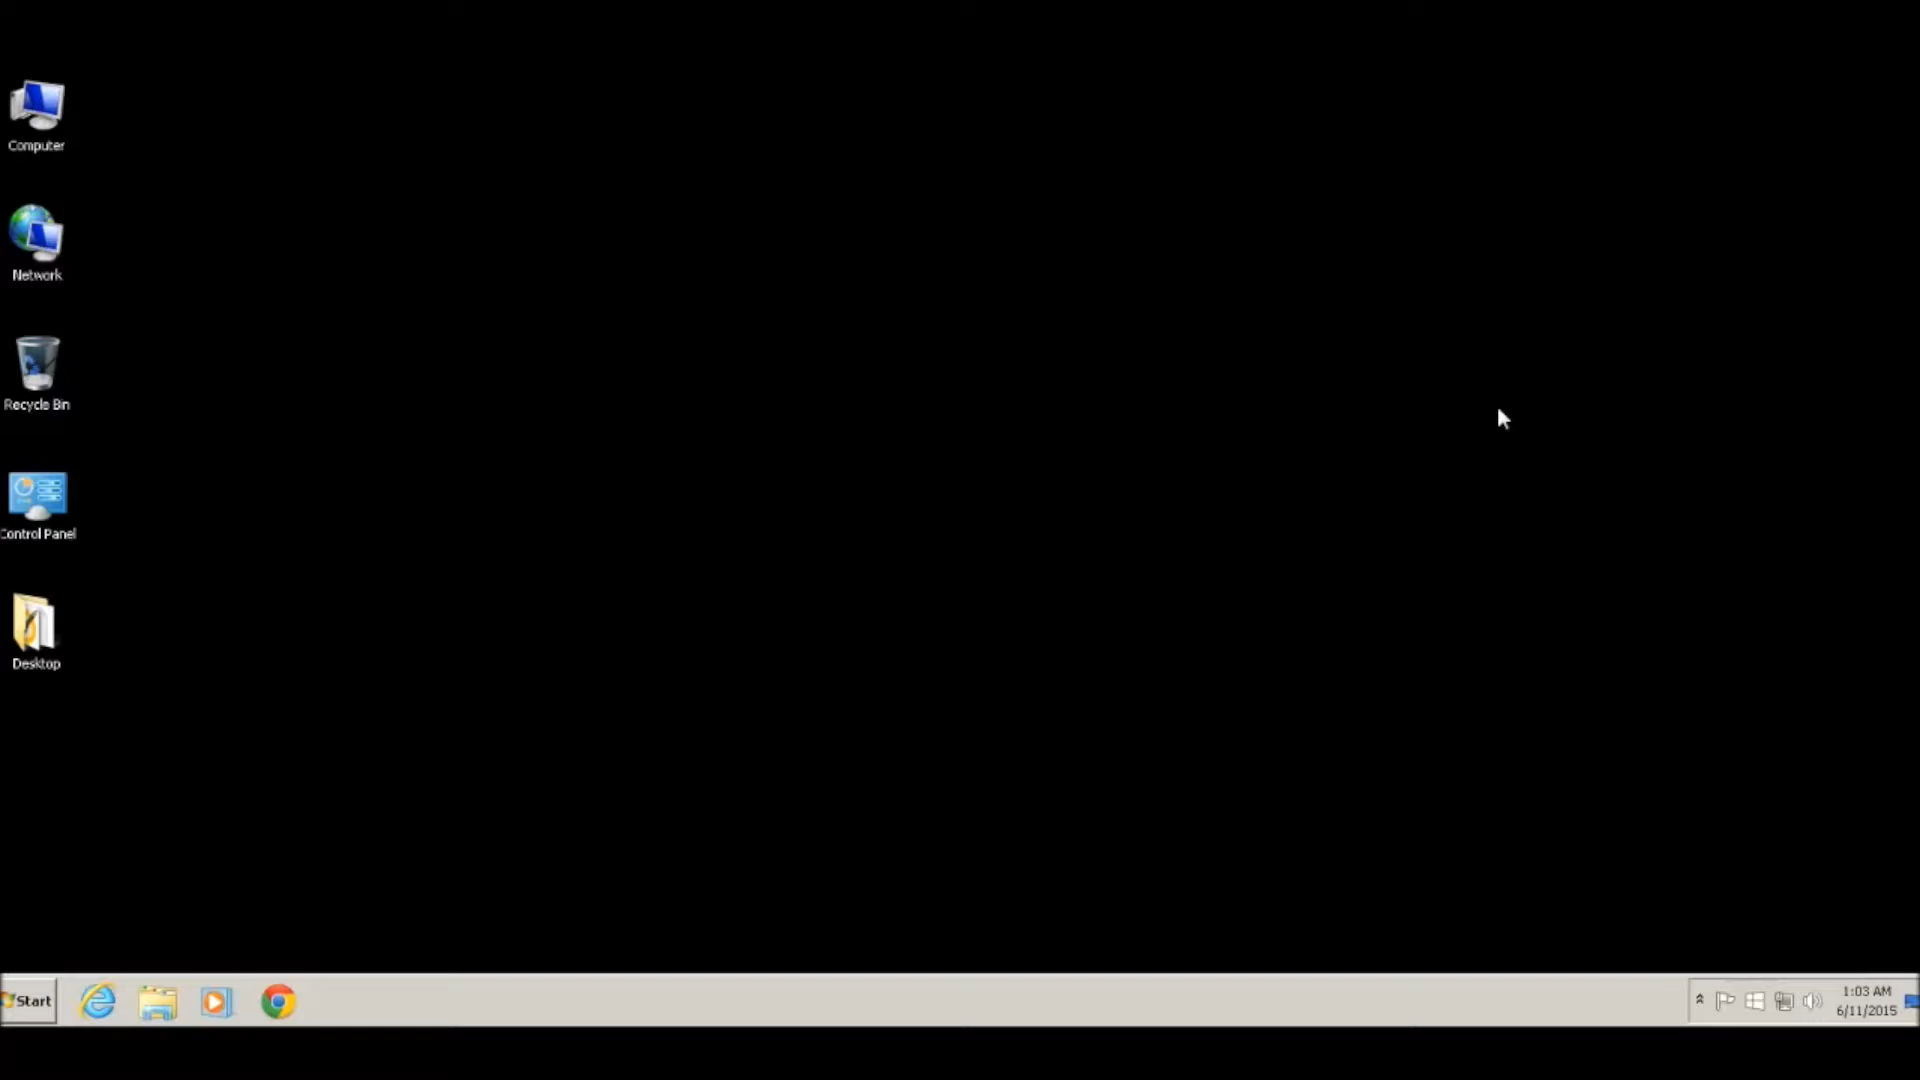 Computer
Network
Recycle Bin
Control Panel
Desktop
Start
1:03 AM
6/11/2015